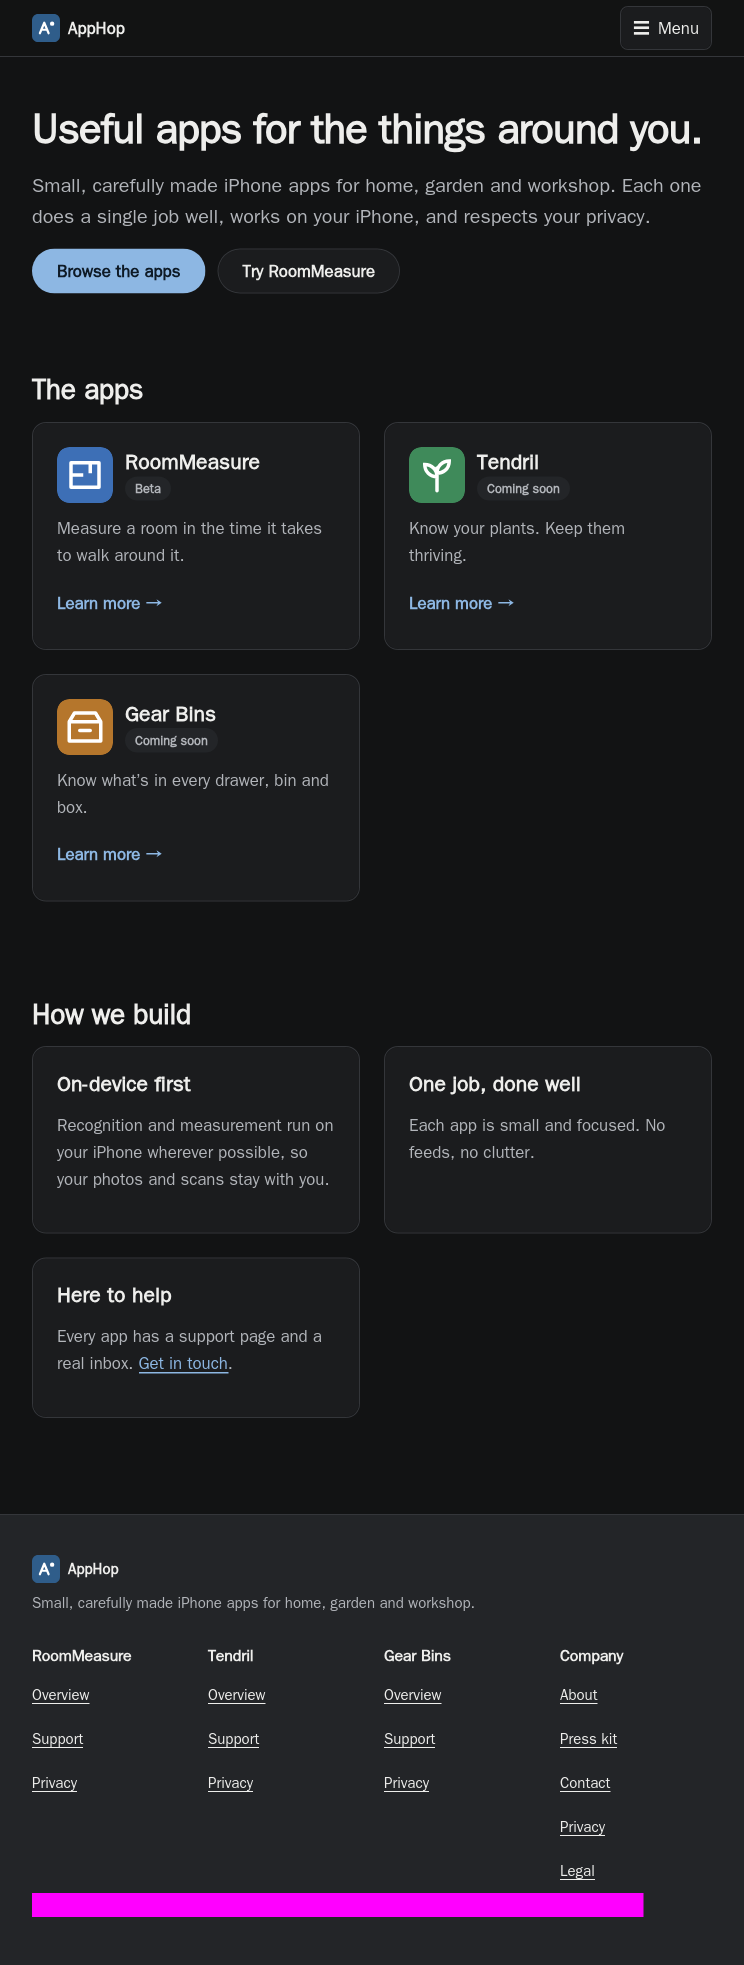 AppHop
Menu
Useful apps for the things around you.
Small, carefully made iPhone apps for home, garden and workshop. Each one
does a single job well, works on your iPhone, and respects your privacy.
Browse the apps
Try RoomMeasure
The apps
RoomMeasure
Beta
Measure a room in the time it takes
to walk around it.
Learn more →
Tendril
Coming soon
Know your plants. Keep them
thriving.
Learn more →
Gear Bins
Coming soon
Know what's in every drawer, bin and
box.
Learn more →
How we build
On-device first
Recognition and measurement run on
your iPhone wherever possible, so
your photos and scans stay with you.
One job, done well
Each app is small and focused. No
feeds, no clutter.
Here to help
Every app has a support page and a
real inbox. Get in touch.
AppHop
Small, carefully made iPhone apps for home, garden and workshop.
RoomMeasure
Overview
Support
Privacy
Tendril
Overview
Support
Privacy
Gear Bins
Overview
Support
Privacy
Company
About
Press kit
Contact
Privacy
Legal